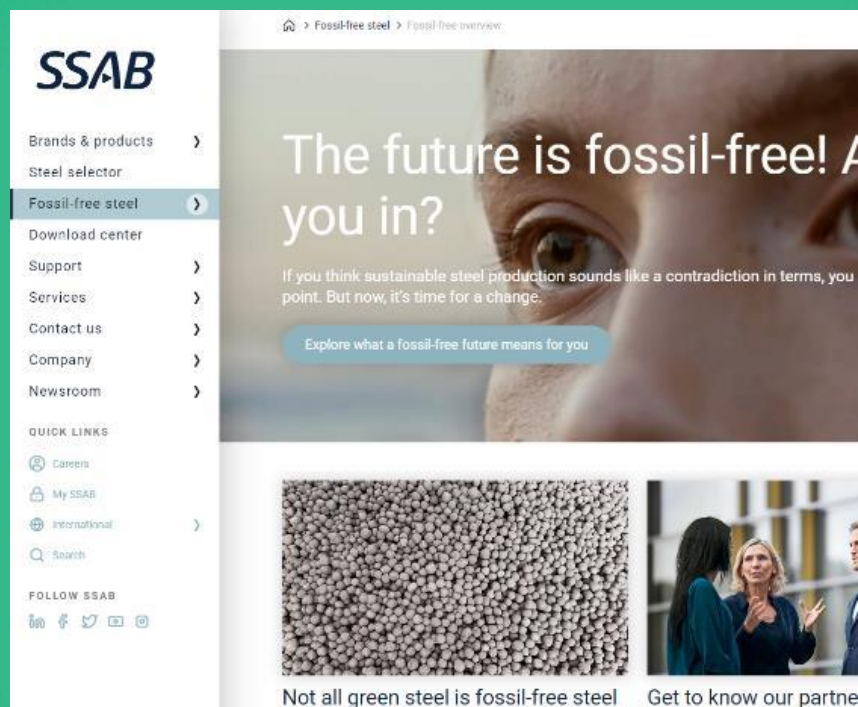 Fossil-free steel > Fossil-free overview
SSAB
Brands & products
Steel selector
Fossil-free steel
Download center
Support
Services
Contact us
Company
Newsroom
QUICK LINKS
Careers
My SSAB
International
Search
FOLLOW SSAB
The future is fossil-free! A
you in?
If you think sustainable steel production sounds like a contradiction in terms, you
point. But now, it's time for a change.
Explore what a fossil-free future means for you
Not all green steel is fossil-free steel
Get to know our partne